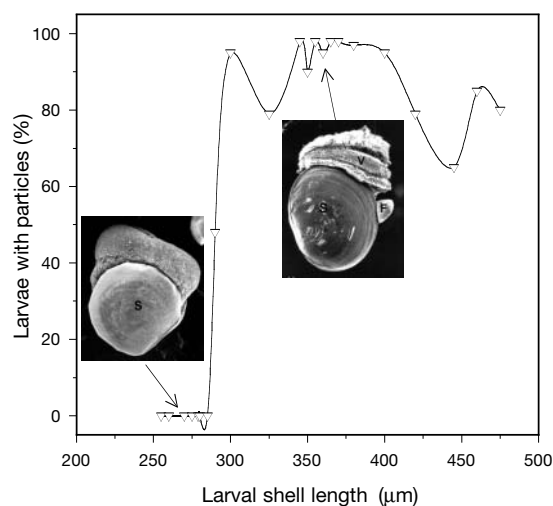 100
80
60
40
20
0
Larvae with particles (%)
V
S
F
S
200 250 300 350 400 450 500
Larval shell length (μm)